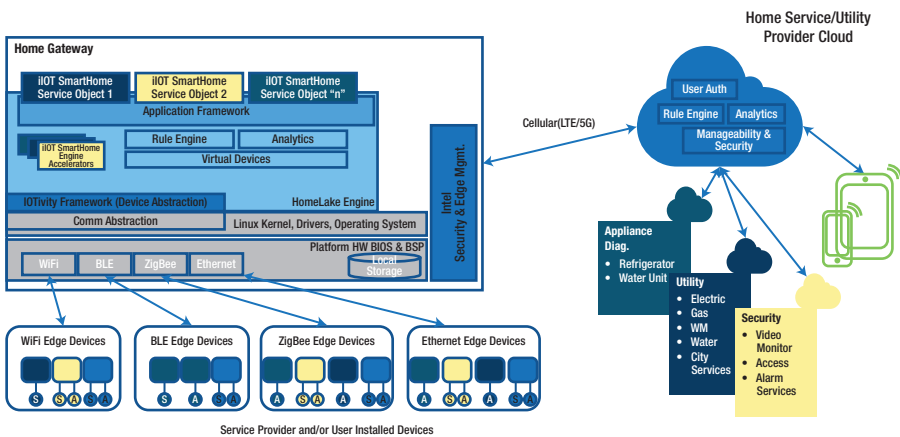 Home Service/Utility
Provider Cloud
Home Gateway
iIOT SmartHome
Service Object 1
iIOT SmartHome
Service Object 2
iIOT SmartHome
Service Object “n”
Application Framework
Rule Engine
Analytics
Virtual Devices
iIOT SmartHome
Engine
Accelerators
IOTivity Framework (Device Abstraction)
HomeLake Engine
Comm Abstraction
Linux Kernel, Drivers, Operating System
Platform HW BIOS & BSP
WiFi
BLE
ZigBee
Ethernet
Local
Storage
Intel
Security & Edge Mgmt.
Cellular(LTE/5G)
User Auth
Rule Engine
Analytics
Manageability &
Security
Appliance
Diag.
• Refrigerator
• Water Unit
Utility
• Electric
• Gas
• WM
• Water
• City
Services
Security
• Video
Monitor
• Access
• Alarm
Services
WiFi Edge Devices
S
S A
S A
BLE Edge Devices
S
A
S A
ZigBee Edge Devices
A
S A
A
S A
Ethernet Edge Devices
A
S A
A
S A
Service Provider and/or User Installed Devices